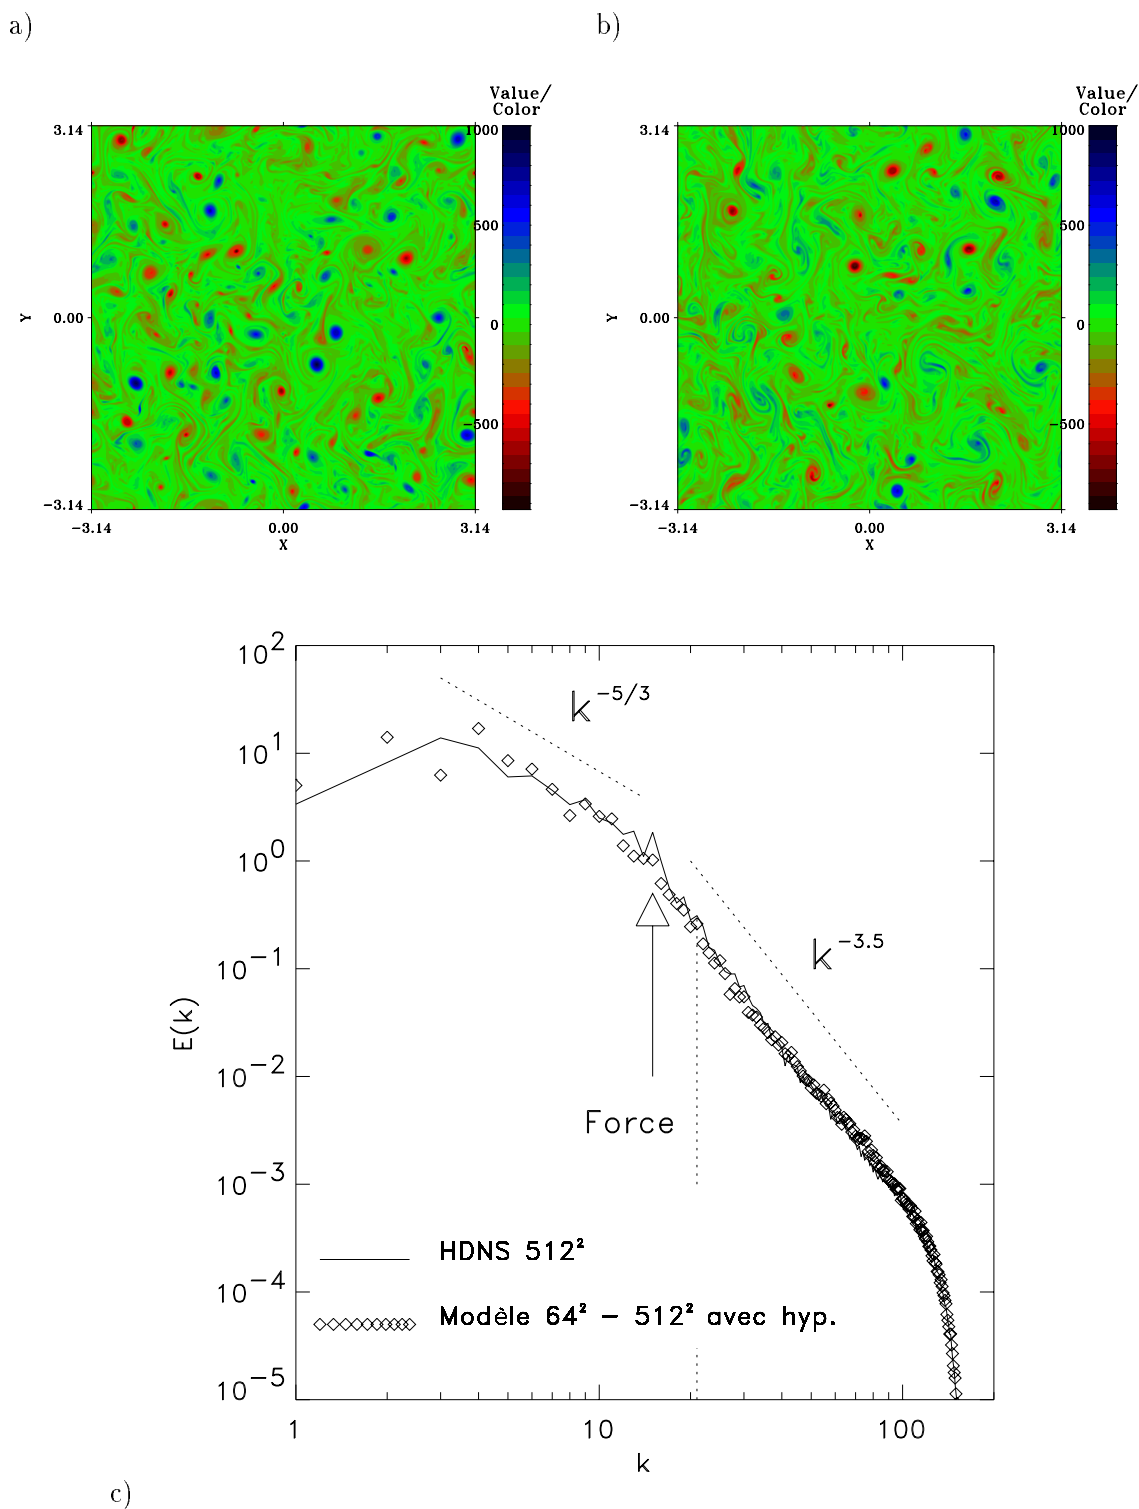 a)
b)
Value/
Color
3.14
0.00
-3.14
Y
-3.14
0.00
3.14
X
1000
500
0
-500
Value/
Color
3.14
0.00
-3.14
Y
-3.14
0.00
3.14
X
1000
500
0
-500
10²
10¹
10⁰
10⁻¹
10⁻²
10⁻³
10⁻⁴
10⁻⁵
E(k)
k⁻⁵/³
k⁻³·⁵
Force
HDNS 512²
Modèle 64² – 512² avec hyp.
1
10
100
k
c)